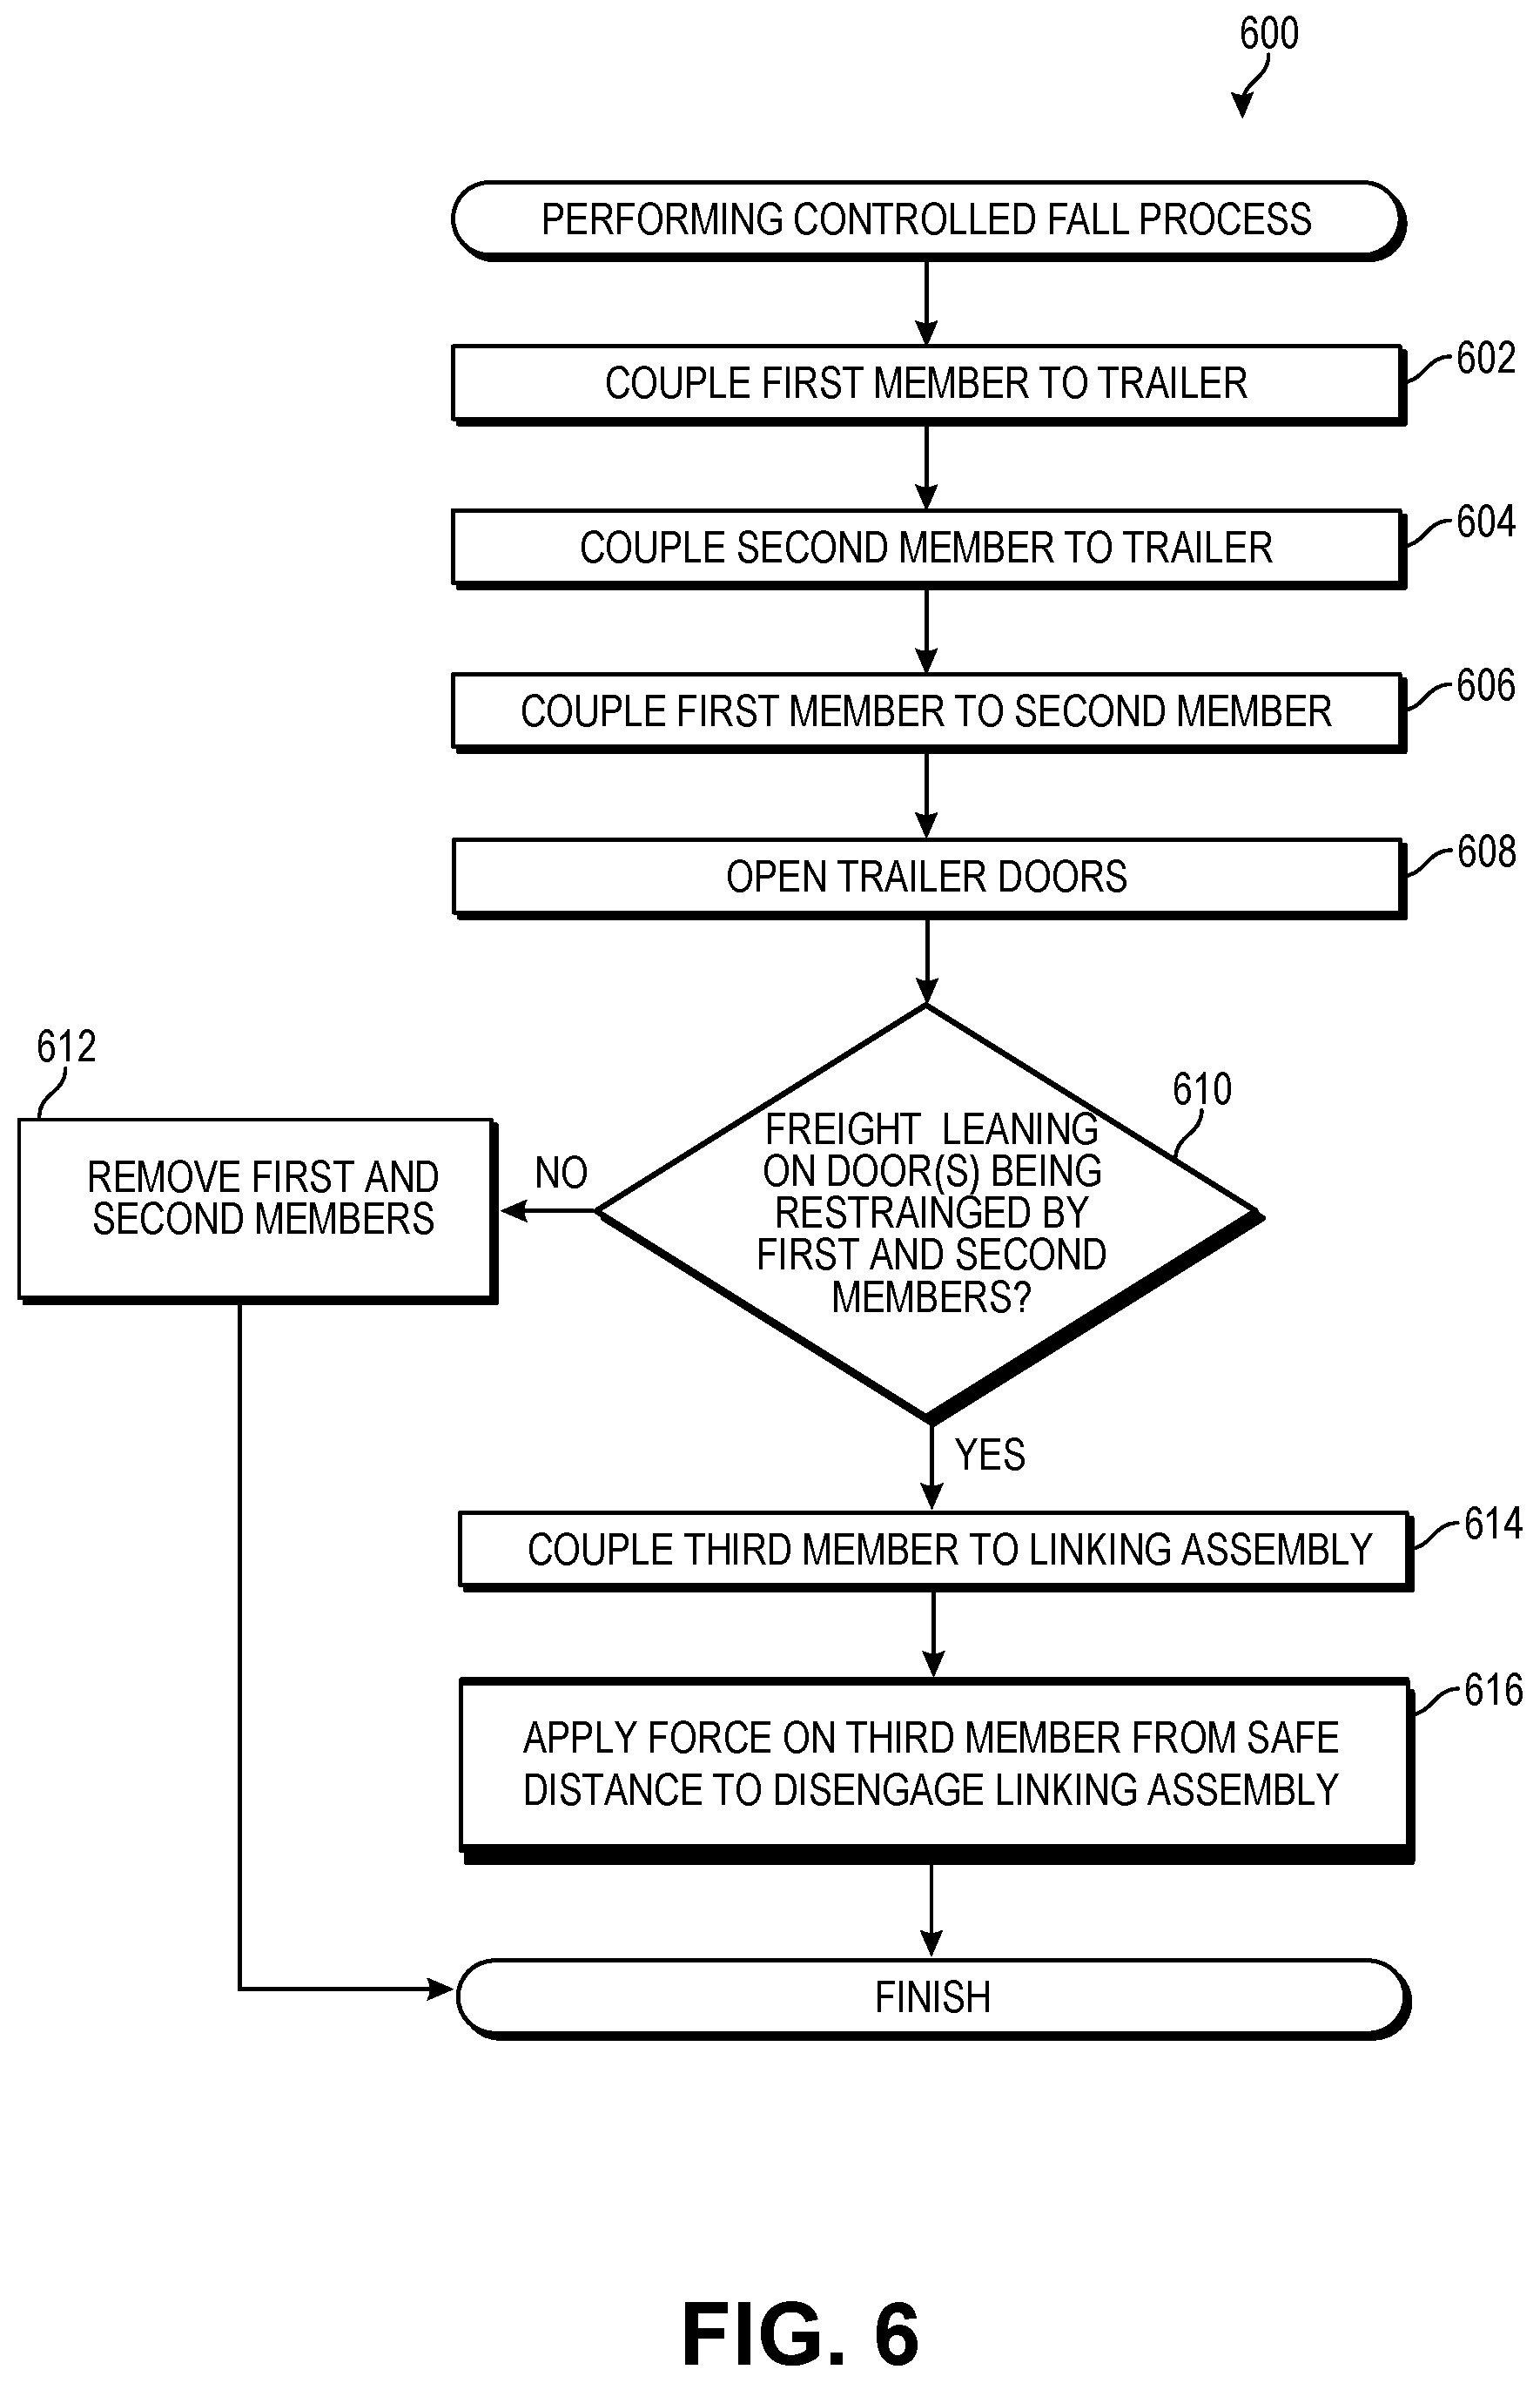 600
PERFORMING CONTROLLED FALL PROCESS
COUPLE FIRST MEMBER TO TRAILER
602
COUPLE SECOND MEMBER TO TRAILER
604
COUPLE FIRST MEMBER TO SECOND MEMBER
606
OPEN TRAILER DOORS
608
610
FREIGHT LEANING
ON DOOR(S) BEING
RESTRAINGED BY
FIRST AND SECOND
MEMBERS?
NO
612
REMOVE FIRST AND
SECOND MEMBERS
YES
COUPLE THIRD MEMBER TO LINKING ASSEMBLY
614
APPLY FORCE ON THIRD MEMBER FROM SAFE
DISTANCE TO DISENGAGE LINKING ASSEMBLY
616
FINISH
FIG. 6